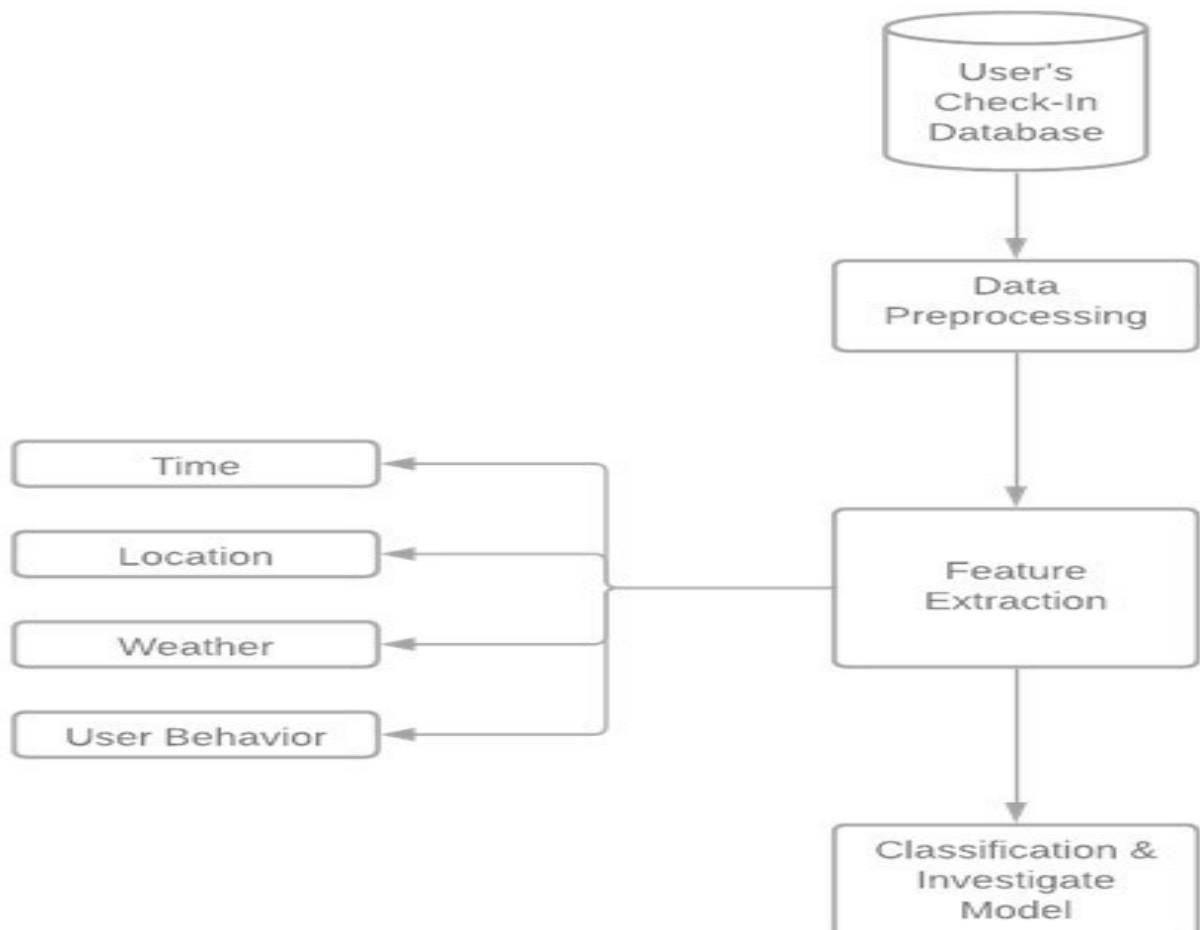 User's
Check-In
Database
Data
Preprocessing
Time
Location
Weather
User Behavior
Feature
Extraction
Classification &
Investigate
Model